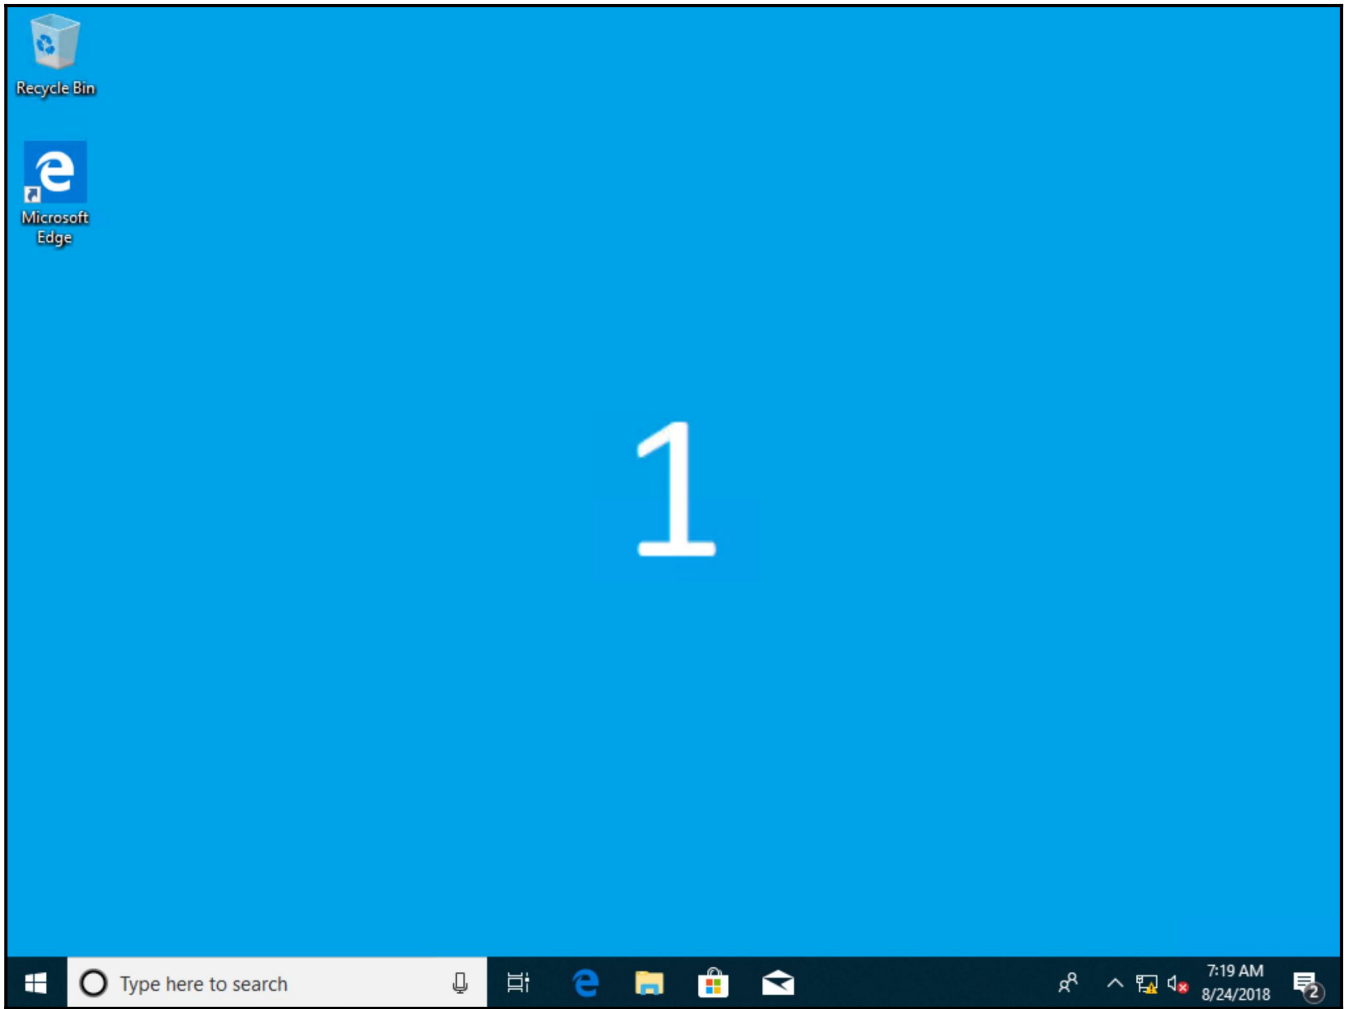 Recycle Bin
Microsoft
Edge
1
Type here to search
7:19 AM
8/24/2018
2